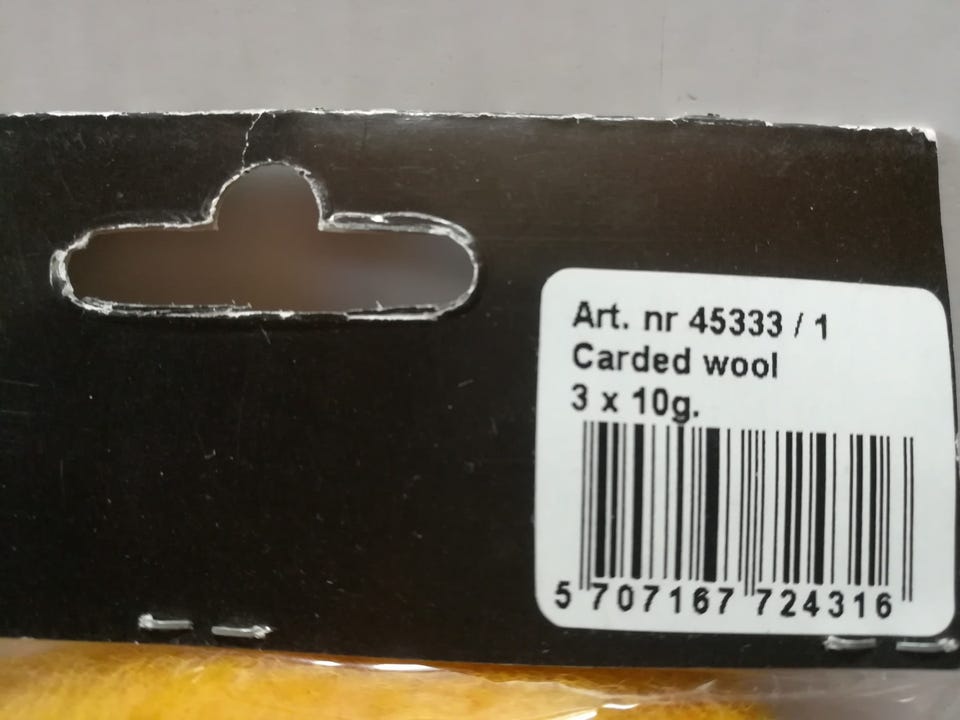 Art. nr 45333 / 1
Carded wool
3 x 10g.
5 707167 724316